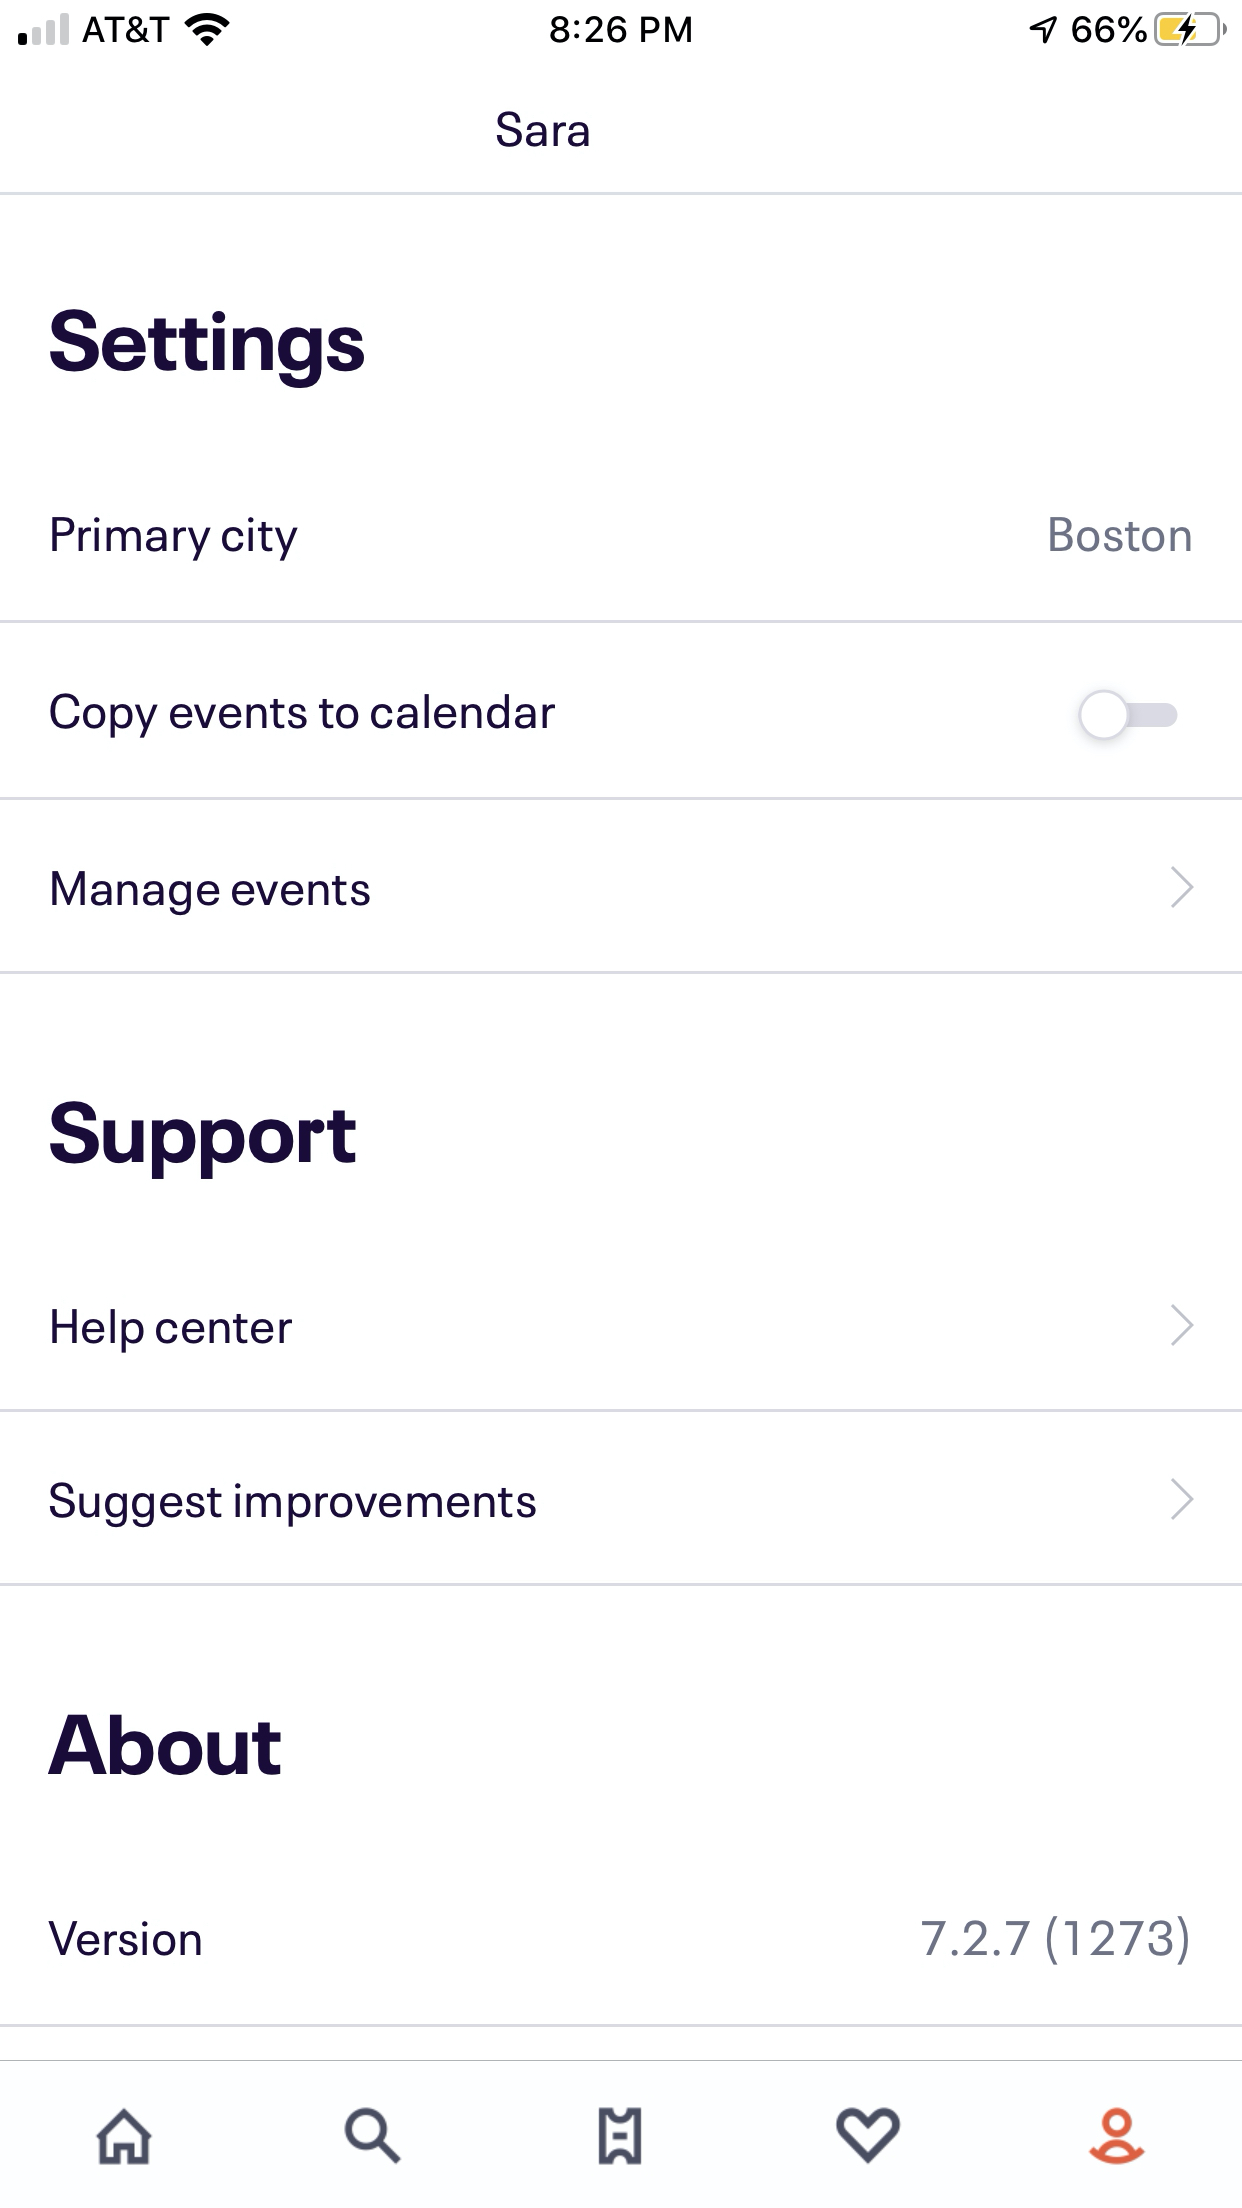 AT&T 8:26 PM 66%
Sara
Settings
Primary city Boston
Copy events to calendar
Manage events
Support
Help center
Suggest improvements
About
Version 7.2.7 (1273)